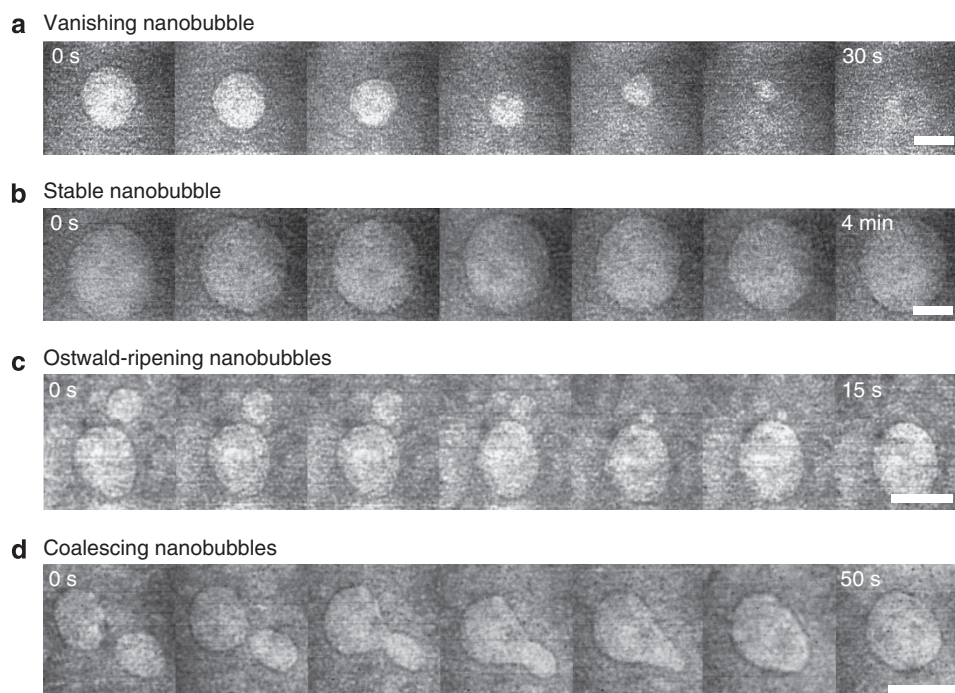 a Vanishing nanobubble
0 s 30 s
b Stable nanobubble
0 s 4 min
c Ostwald-ripening nanobubbles
0 s 15 s
d Coalescing nanobubbles
0 s 50 s